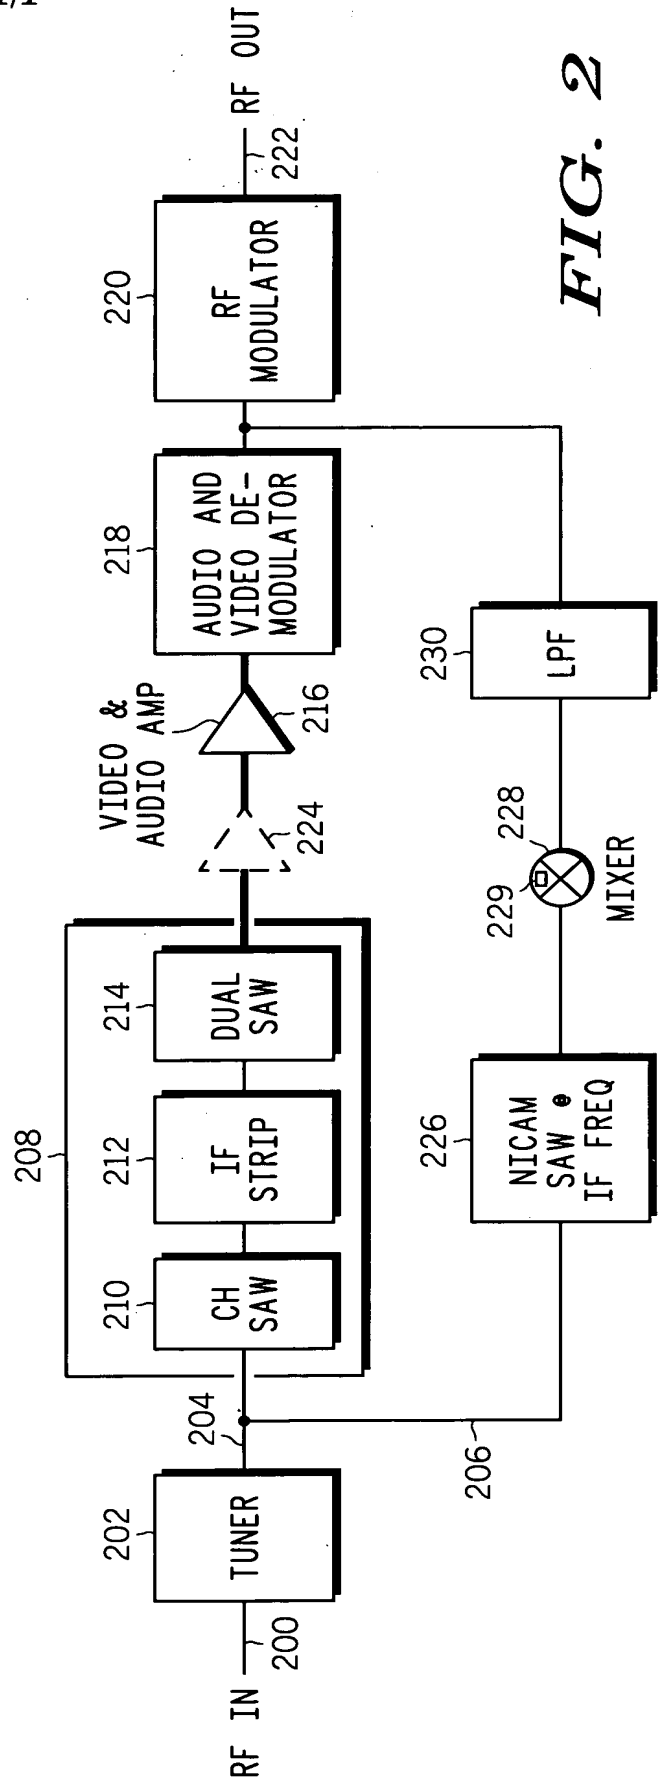 208
RF IN
200
202
TUNER
204
206
210
CH
SAW
212
IF
STRIP
214
DUAL
SAW
224
VIDEO &
AUDIO AMP
216
218
AUDIO AND
VIDEO DE-
MODULATOR
220
RF
MODULATOR
222
RF OUT
226
NICAM
SAW @
IF FREQ
229
228
MIXER
230
LPF
FIG. 2